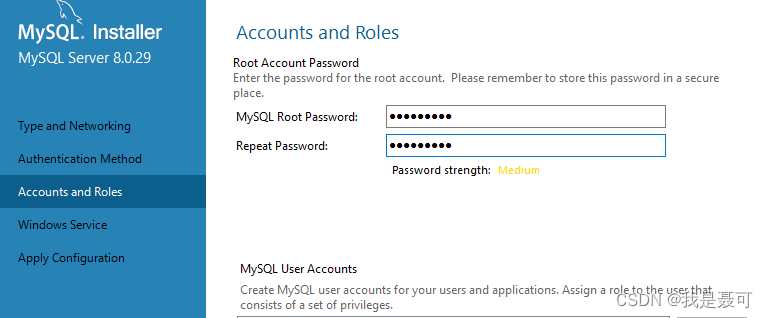 MySQL. Installer
MySQL Server 8.0.29
Type and Networking
Authentication Method
Accounts and Roles
Windows Service
Apply Configuration
Accounts and Roles
Root Account Password
Enter the password for the root account.  Please remember to store this password in a secure
place.
MySQL Root Password: ●●●●●●●●●
Repeat Password: ●●●●●●●●●
Password strength: Medium
MySQL User Accounts
Create MySQL user accounts for your users and applications. Assign a role to the user that
consists of a set of privileges.
CSDN @我是聂可